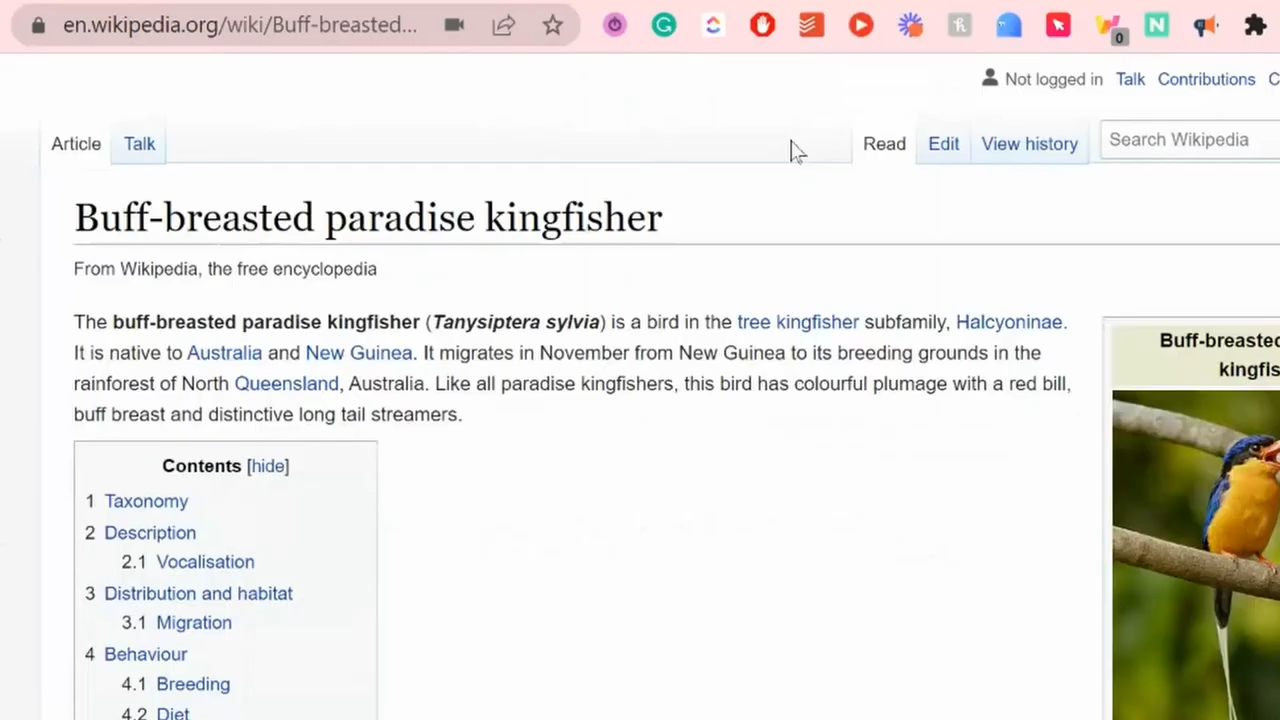 en.wikipedia.org/wiki/Buff-breasted...
0
Not logged in Talk Contributions C
Article Talk Read Edit View history Search Wikipedia
Buff-breasted paradise kingfisher
From Wikipedia, the free encyclopedia
The buff-breasted paradise kingfisher (Tanysiptera sylvia) is a bird in the tree kingfisher subfamily, Halcyoninae.
It is native to Australia and New Guinea. It migrates in November from New Guinea to its breeding grounds in the
rainforest of North Queensland, Australia. Like all paradise kingfishers, this bird has colourful plumage with a red bill,
buff breast and distinctive long tail streamers.
Buff-breasted
kingfis
Contents [hide]
1 Taxonomy
2 Description
2.1 Vocalisation
3 Distribution and habitat
3.1 Migration
4 Behaviour
4.1 Breeding
4.2 Diet